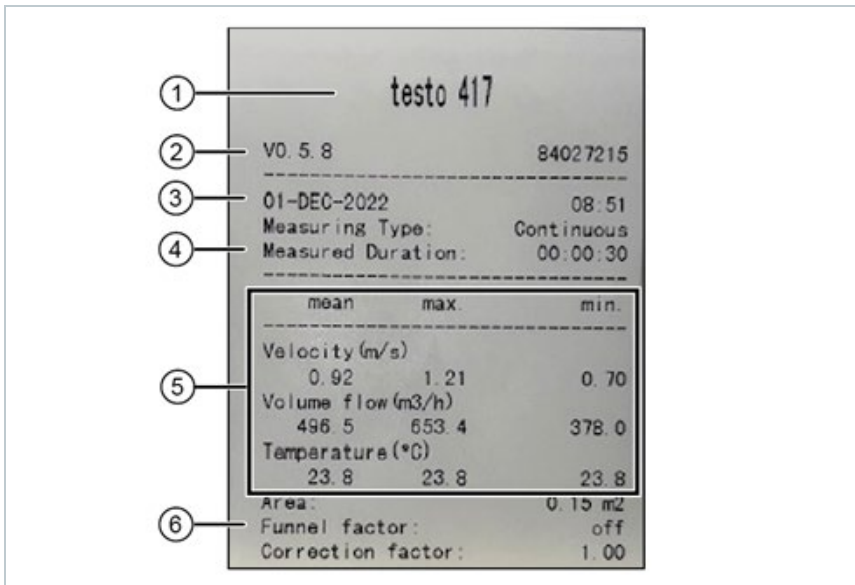 testo 417
① 
② V0.5.8 84027215
③ 01-DEC-2022 08:51
Measuring Type: Continuous
④ Measured Duration: 00:00:30
mean max. min.
Velocity(m/s)
0.92 1.21 0.70
⑤
Volume flow(m3/h)
496.5 653.4 378.0
Temperature(°C)
23.8 23.8 23.8
Area: 0.15 m2
⑥ Funnel factor: off
Correction factor: 1.00